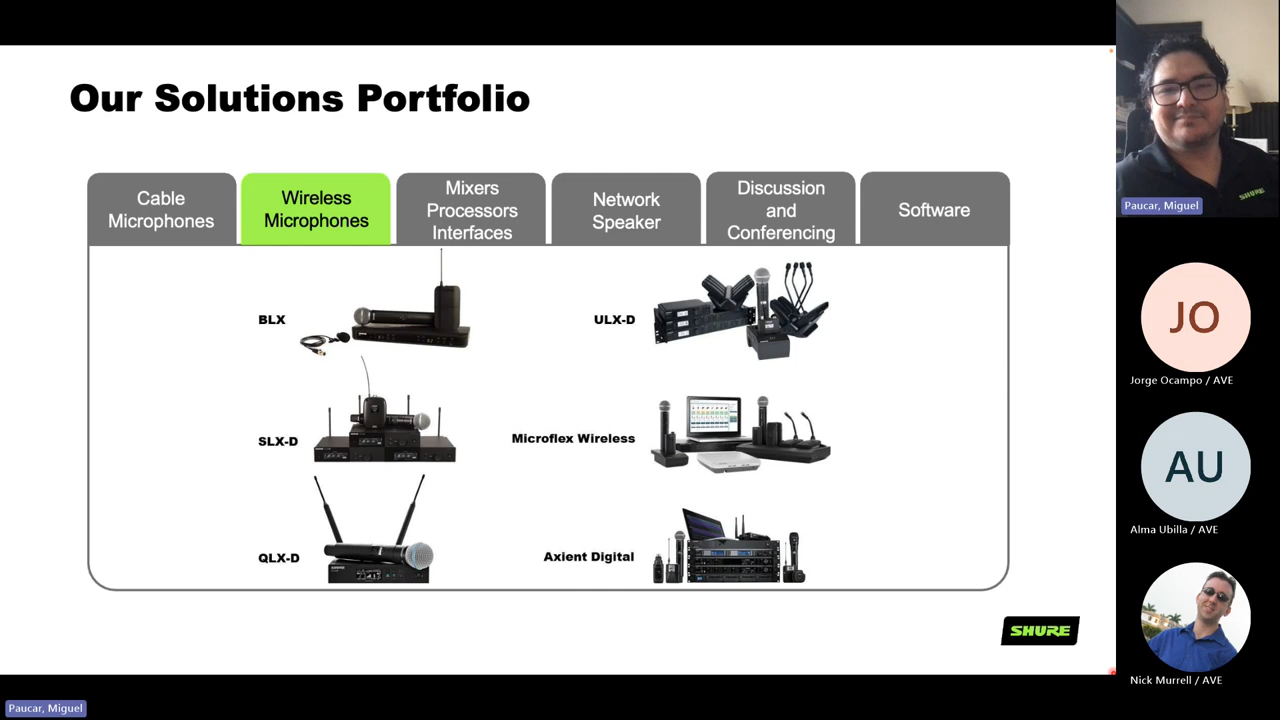 Our Solutions Portfolio
Cable
Microphones
Wireless
Microphones
Mixers
Processors
Interfaces
Network
Speaker
Discussion
and
Conferencing
Software
BLX
ULX-D
SLX-D
Microflex Wireless
QLX-D
Axient Digital
SHURE
SHURE
Paucar, Miguel
JO
Jorge Ocampo / AVE
AU
Alma Ubilla / AVE
Nick Murrell / AVE
Paucar, Miguel